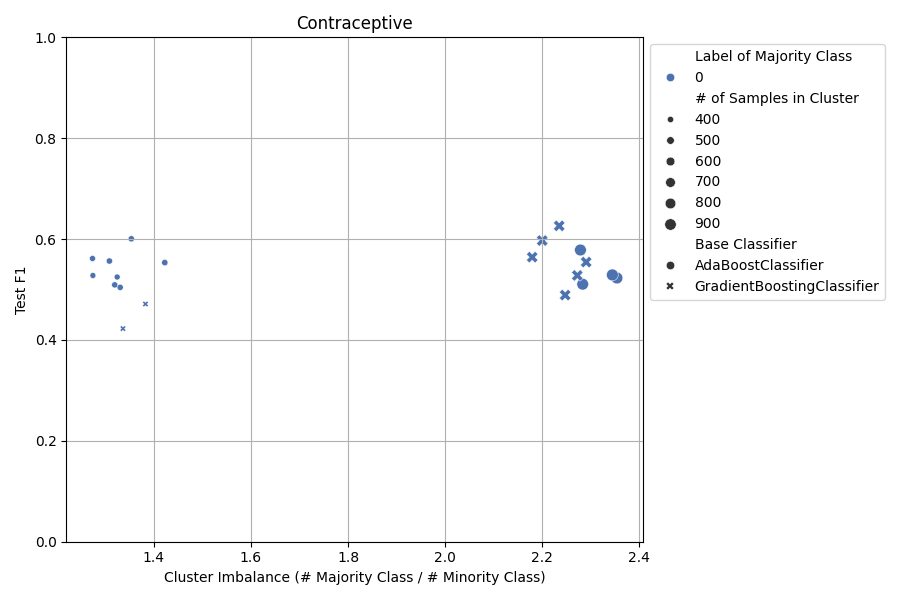 Contraceptive
1.0
0.8
0.6
0.4
0.2
0.0
Test F1
1.4
1.6
1.8
2.0
2.2
2.4
Cluster Imbalance (# Majority Class / # Minority Class)
Label of Majority Class
0
# of Samples in Cluster
400
500
600
700
800
900
Base Classifier
AdaBoostClassifier
GradientBoostingClassifier